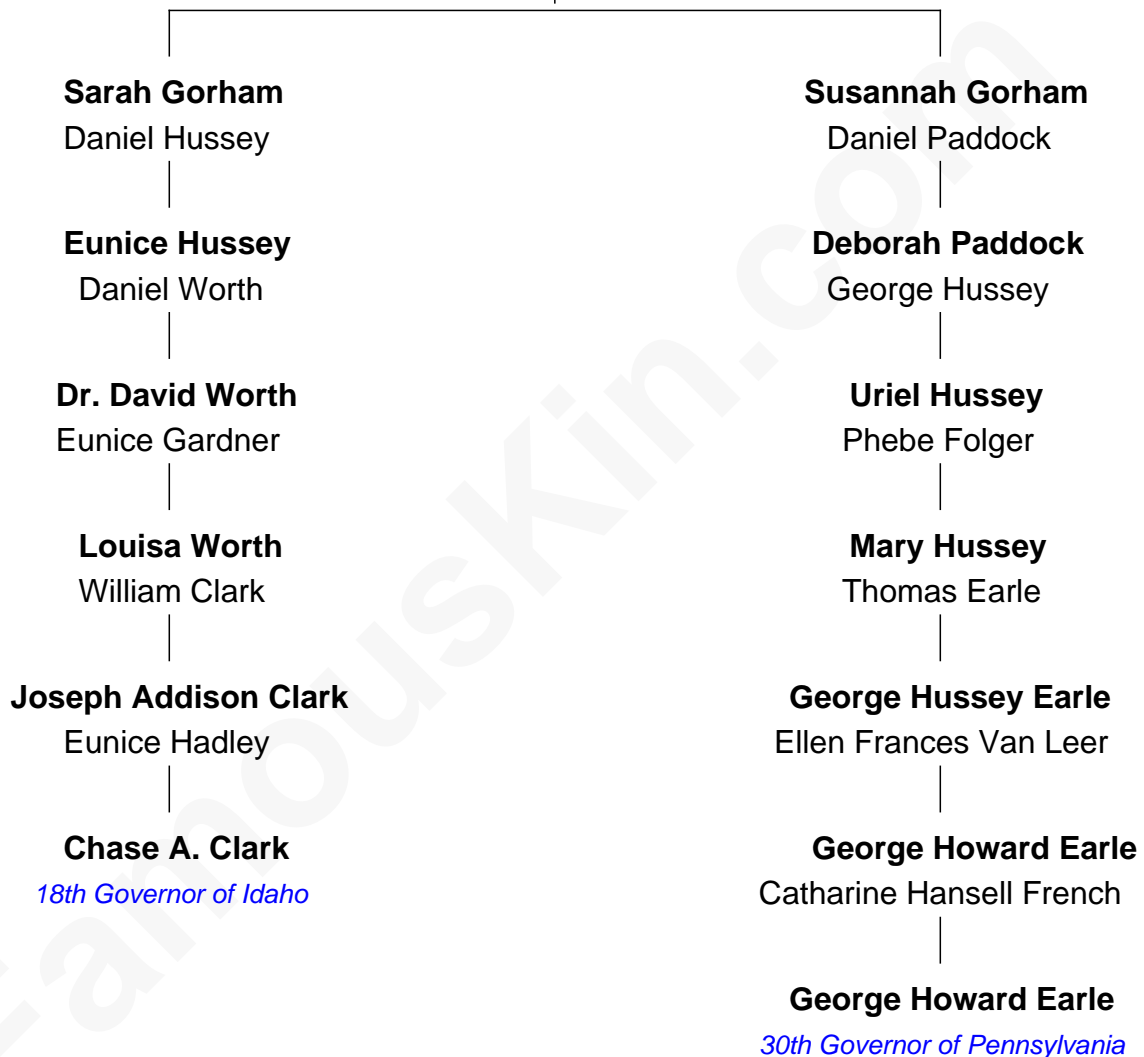 Sarah Gorham
Daniel Hussey
Susannah Gorham
Daniel Paddock
Eunice Hussey
Daniel Worth
Deborah Paddock
George Hussey
Dr. David Worth
Eunice Gardner
Uriel Hussey
Phebe Folger
Louisa Worth
William Clark
Mary Hussey
Thomas Earle
Joseph Addison Clark
Eunice Hadley
George Hussey Earle
Ellen Frances Van Leer
Chase A. Clark
18th Governor of Idaho
George Howard Earle
Catharine Hansell French
George Howard Earle
30th Governor of Pennsylvania
FamousKin.com